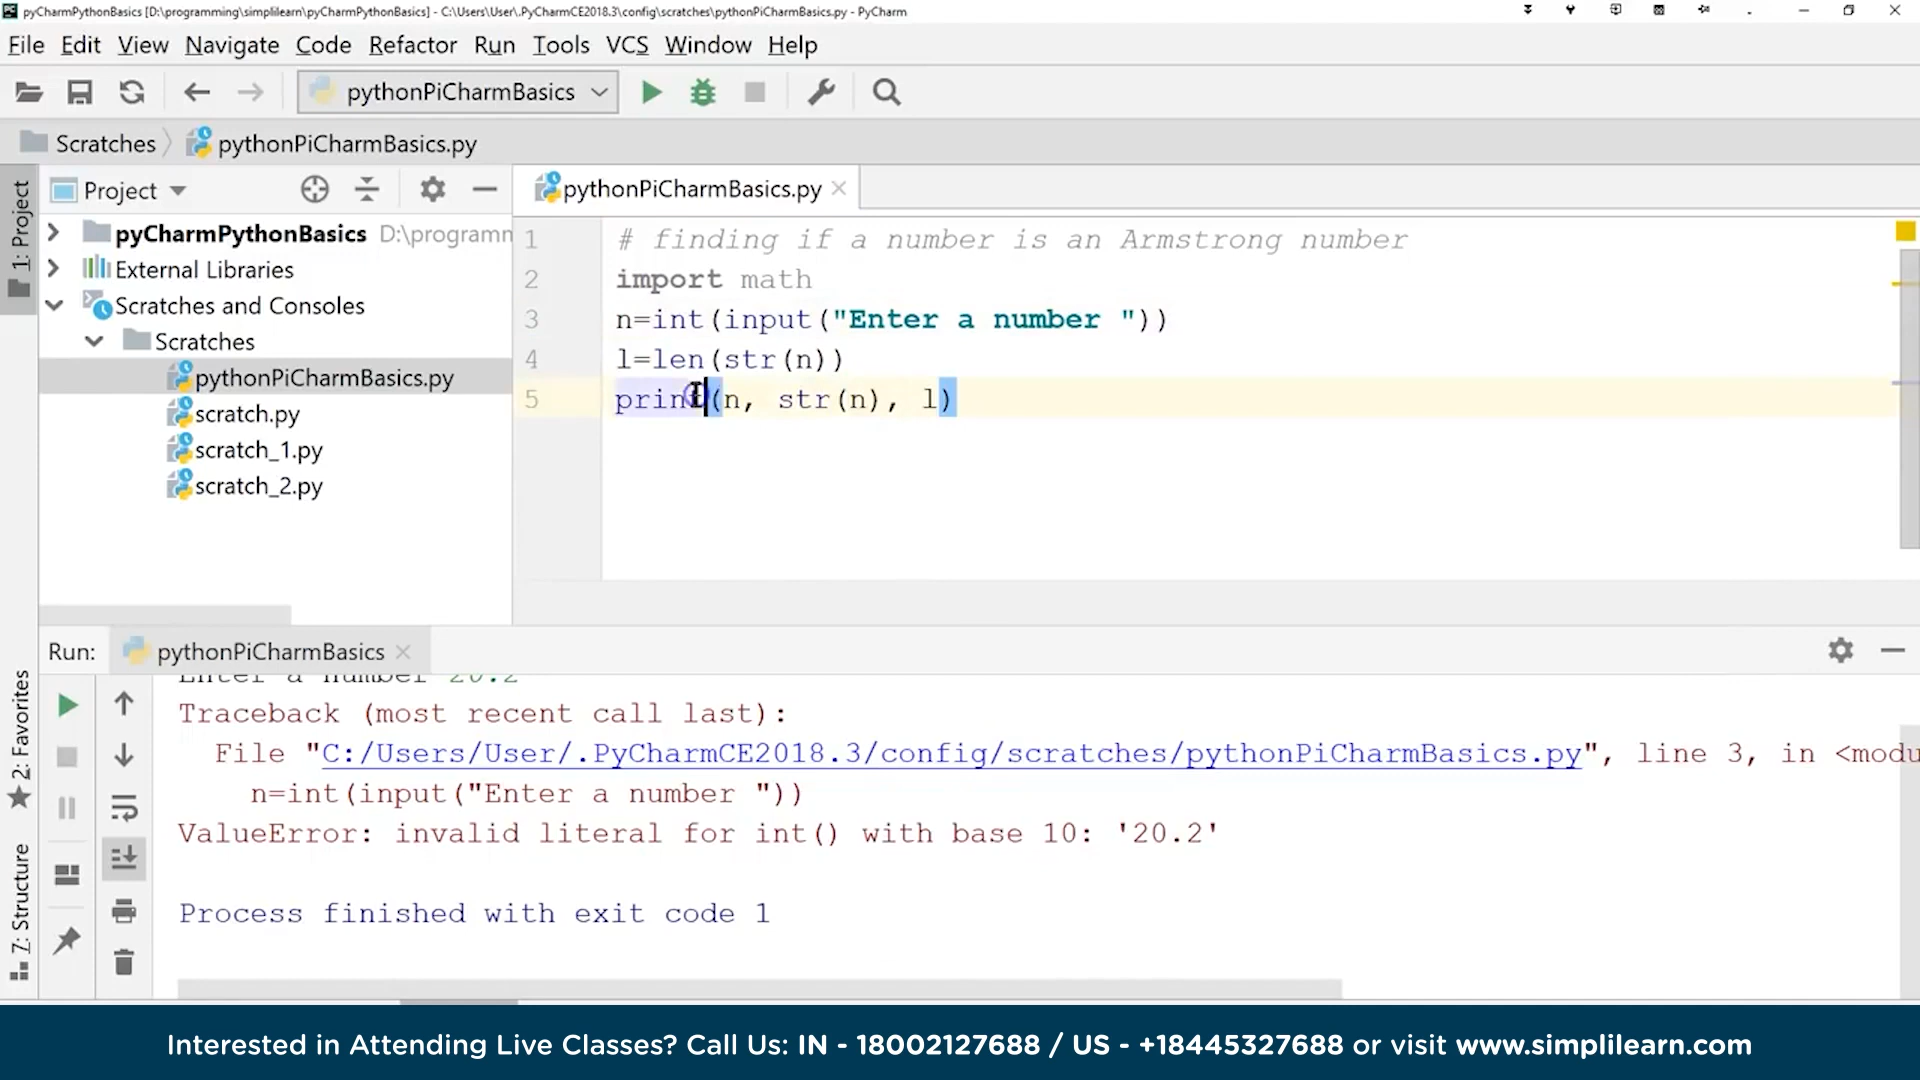 pyCharmPythonBasics [D:\programming\simplilearn\pyCharmPythonBasics] - C:\Users\User\.PyCharmCE2018.3\config\scratches\pythonPiCharmBasics.py - PyCharm
File Edit View Navigate Code Refactor Run Tools VCS Window Help
pythonPiCharmBasics
Scratches pythonPiCharmBasics.py
1: Project
Project
pythonPiCharmBasics.py
pyCharmPythonBasics D:\programm
External Libraries
Scratches and Consoles
Scratches
pythonPiCharmBasics.py
scratch.py
scratch_1.py
scratch_2.py
1 # finding if a number is an Armstrong number
2 import math
3 n=int(input("Enter a number "))
4 l=len(str(n))
5 print(n, str(n), l)
Run: pythonPiCharmBasics
2: Favorites
Z: Structure
Enter a number 20.2
Traceback (most recent call last):
File "C:/Users/User/.PyCharmCE2018.3/config/scratches/pythonPiCharmBasics.py", line 3, in <modu
n=int(input("Enter a number "))
ValueError: invalid literal for int() with base 10: '20.2'
Process finished with exit code 1
Interested in Attending Live Classes? Call Us: IN - 18002127688 / US - +18445327688 or visit www.simplilearn.com